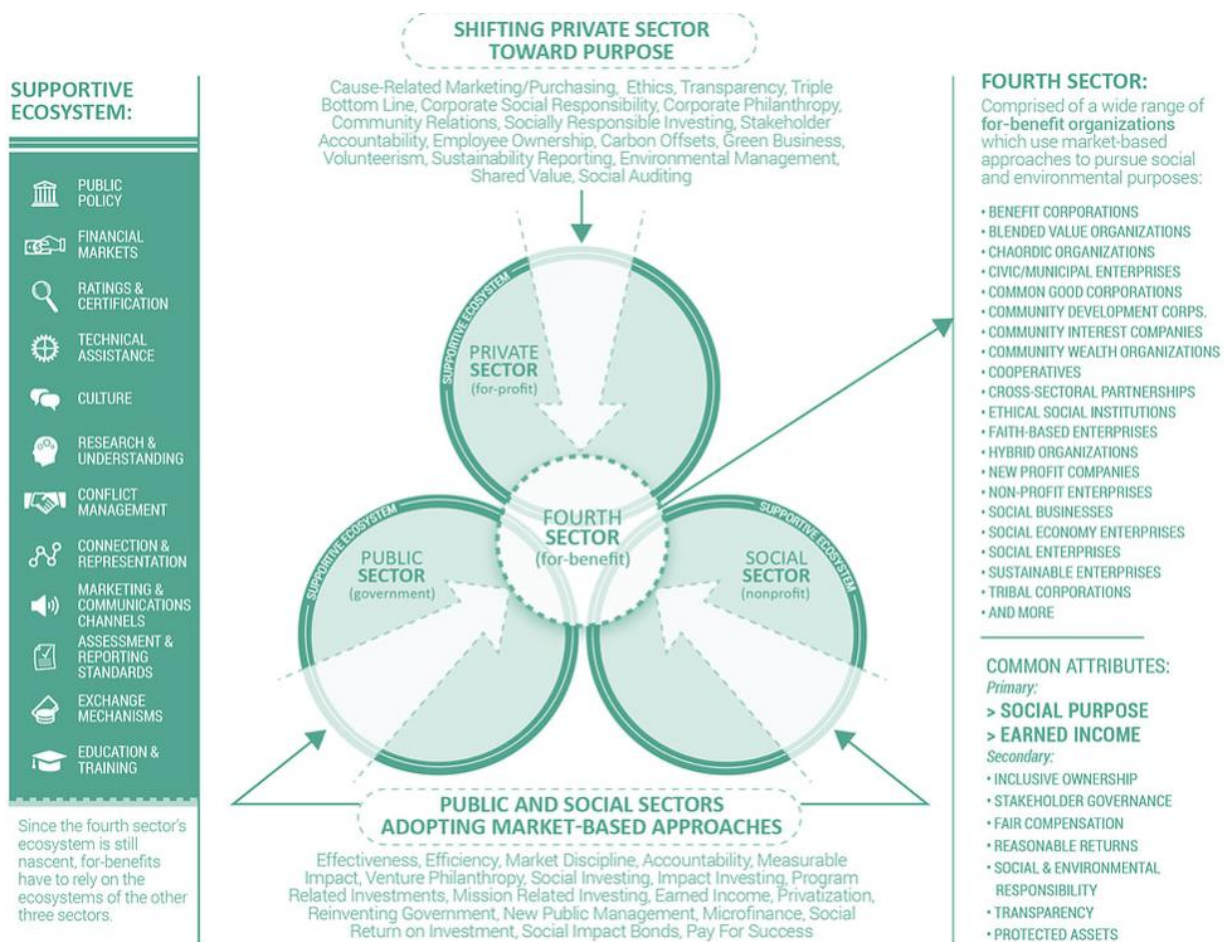 SHIFTING PRIVATE SECTOR
TOWARD PURPOSE
Cause-Related Marketing/Purchasing, Ethics, Transparency, Triple
Bottom Line, Corporate Social Responsibility, Corporate Philanthropy,
Community Relations, Socially Responsible Investing, Stakeholder
Accountability, Employee Ownership, Carbon Offsets, Green Business,
Volunteerism, Sustainability Reporting, Environmental Management,
Shared Value, Social Auditing
SUPPORTIVE
ECOSYSTEM:
PUBLIC
POLICY
FINANCIAL
MARKETS
RATINGS &
CERTIFICATION
TECHNICAL
ASSISTANCE
CULTURE
RESEARCH &
UNDERSTANDING
CONFLICT
MANAGEMENT
CONNECTION &
REPRESENTATION
MARKETING &
COMMUNICATIONS
CHANNELS
ASSESSMENT &
REPORTING
STANDARDS
EXCHANGE
MECHANISMS
EDUCATION &
TRAINING
Since the fourth sector's
ecosystem is still
nascent, for-benefits
have to rely on the
ecosystems of the other
three sectors.
SUPPORTIVE ECOSYSTEM
PRIVATE
SECTOR
(for-profit)
FOURTH
SECTOR
(for-benefit)
SUPPORTIVE ECOSYSTEM
PUBLIC
SECTOR
(government)
SUPPORTIVE ECOSYSTEM
SOCIAL
SECTOR
(nonprofit)
PUBLIC AND SOCIAL SECTORS
ADOPTING MARKET-BASED APPROACHES
Effectiveness, Efficiency, Market Discipline, Accountability, Measurable
Impact, Venture Philanthropy, Social Investing, Impact Investing, Program
Related Investments, Mission Related Investing, Earned Income, Privatization,
Reinventing Government, New Public Management, Microfinance, Social
Return on Investment, Social Impact Bonds, Pay For Success
FOURTH SECTOR:
Comprised of a wide range of
for-benefit organizations
which use market-based
approaches to pursue social
and environmental purposes:
• BENEFIT CORPORATIONS
• BLENDED VALUE ORGANIZATIONS
• CHAORDIC ORGANIZATIONS
• CIVIC/MUNICIPAL ENTERPRISES
• COMMON GOOD CORPORATIONS
• COMMUNITY DEVELOPMENT CORPS.
• COMMUNITY INTEREST COMPANIES
• COMMUNITY WEALTH ORGANIZATIONS
• COOPERATIVES
• CROSS-SECTORAL PARTNERSHIPS
• ETHICAL SOCIAL INSTITUTIONS
• FAITH-BASED ENTERPRISES
• HYBRID ORGANIZATIONS
• NEW PROFIT COMPANIES
• NON-PROFIT ENTERPRISES
• SOCIAL BUSINESSES
• SOCIAL ECONOMY ENTERPRISES
• SOCIAL ENTERPRISES
• SUSTAINABLE ENTERPRISES
• TRIBAL CORPORATIONS
• AND MORE
COMMON ATTRIBUTES:
Primary:
> SOCIAL PURPOSE
> EARNED INCOME
Secondary:
• INCLUSIVE OWNERSHIP
• STAKEHOLDER GOVERNANCE
• FAIR COMPENSATION
• REASONABLE RETURNS
• SOCIAL & ENVIRONMENTAL
RESPONSIBILITY
• TRANSPARENCY
• PROTECTED ASSETS